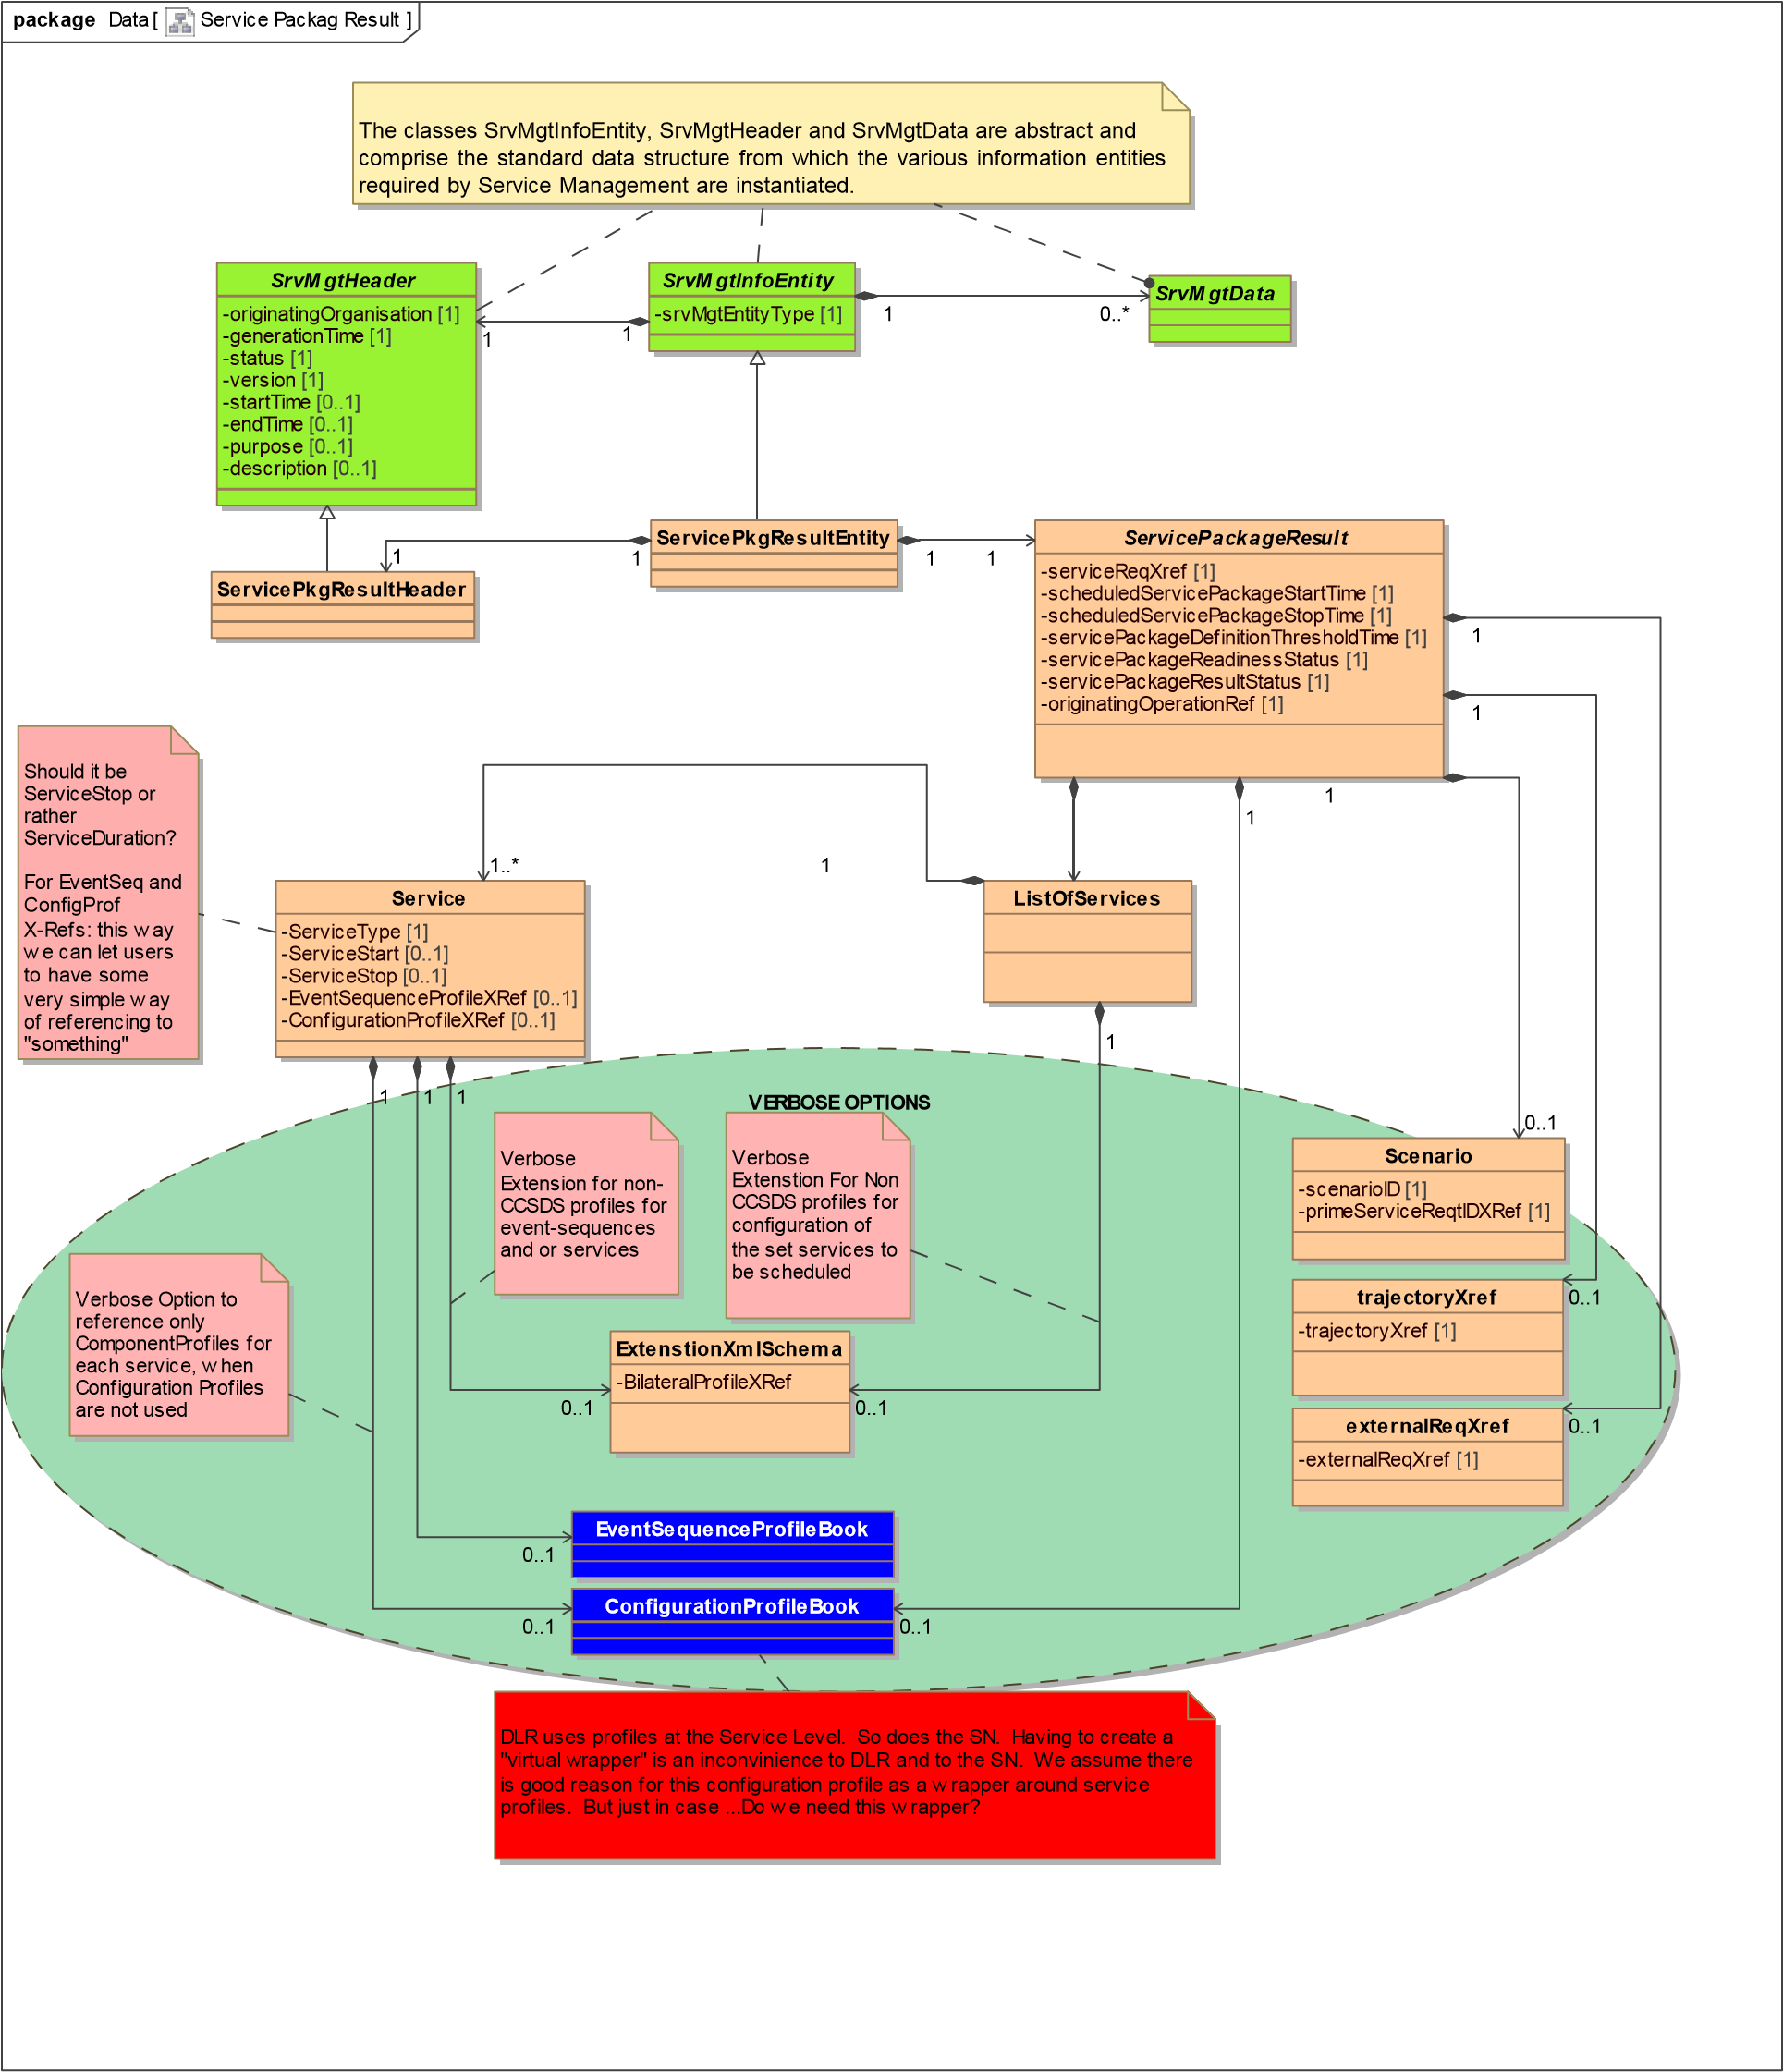 package Data [ Service Packag Result ]
The classes SrvMgtInfoEntity, SrvMgtHeader and SrvMgtData are abstract and
comprise the standard data structure from which the various information entities
required by Service Management are instantiated.
SrvMgtHeader
-originatingOrganisation [1]
-generationTime [1]
-status [1]
-version [1]
-startTime [0..1]
-endTime [0..1]
-purpose [0..1]
-description [0..1]
1
1
SrvMgtInfoEntity
-srvMgtEntityType [1]
1
0..*
SrvMgtData
ServicePkgResultHeader
1
1
ServicePkgResultEntity
1
1
ServicePackageResult
-serviceReqXref [1]
-scheduledServicePackageStartTime [1]
-scheduledServicePackageStopTime [1]
-servicePackageDefinitionThresholdTime [1]
-servicePackageReadinessStatus [1]
-servicePackageResultStatus [1]
-originatingOperationRef [1]
1
1
1
1
Should it be
ServiceStop or
rather
ServiceDuration?
For EventSeq and
ConfigProf
X-Refs: this way
we can let users
to have some
very simple way
of referencing to
"something"
1..*
1
Service
-ServiceType [1]
-ServiceStart [0..1]
-ServiceStop [0..1]
-EventSequenceProfileXRef [0..1]
-ConfigurationProfileXRef [0..1]
1
1
1
ListOfServices
1
VERBOSE OPTIONS
Verbose
Extension for non-
CCSDS profiles for
event-sequences
and or services
Verbose
Extenstion For Non
CCSDS profiles for
configuration of
the set services to
be scheduled
0..1
Scenario
-scenarioID [1]
-primeServiceReqtIDXRef [1]
Verbose Option to
reference only
ComponentProfiles for
each service, when
Configuration Profiles
are not used
0..1
trajectoryXref
-trajectoryXref [1]
ExtenstionXmlSchema
-BilateralProfileXRef
0..1
0..1
0..1
externalReqXref
-externalReqXref [1]
EventSequenceProfileBook
0..1
ConfigurationProfileBook
0..1
0..1
DLR uses profiles at the Service Level.  So does the SN.  Having to create a
"virtual wrapper" is an inconvinience to DLR and to the SN.  We assume there
is good reason for this configuration profile as a wrapper around service
profiles.  But just in case ...Do we need this wrapper?